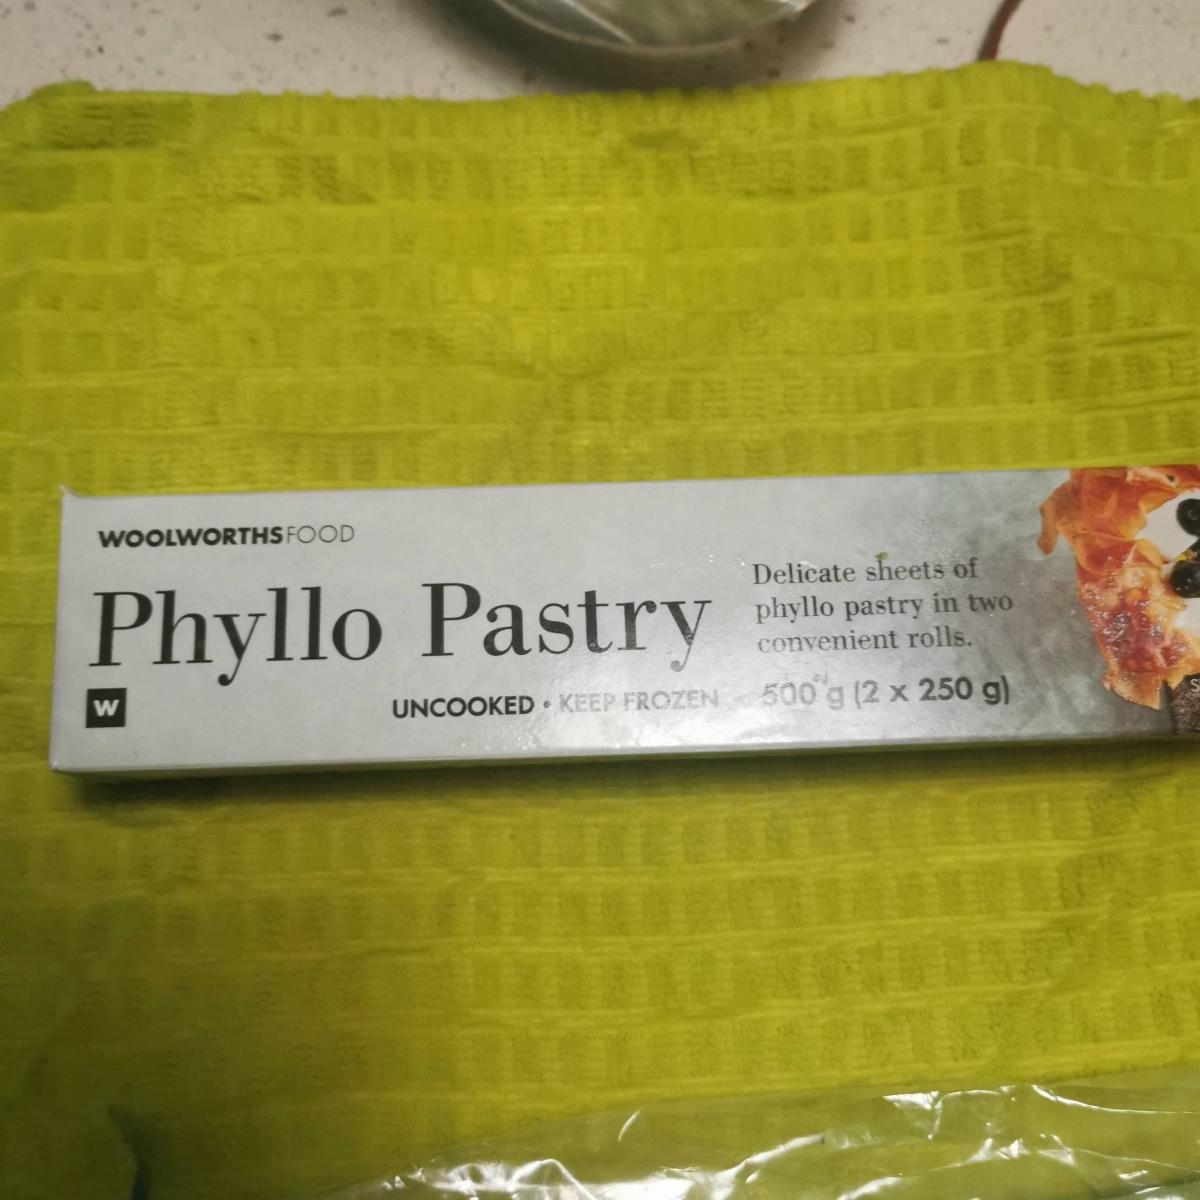 WOOLWORTHSFOOD
Phyllo Pastry
W
UNCOOKED • KEEP FROZEN
Delicate sheets of
phyllo pastry in two
convenient rolls.
500 g (2 x 250 g)